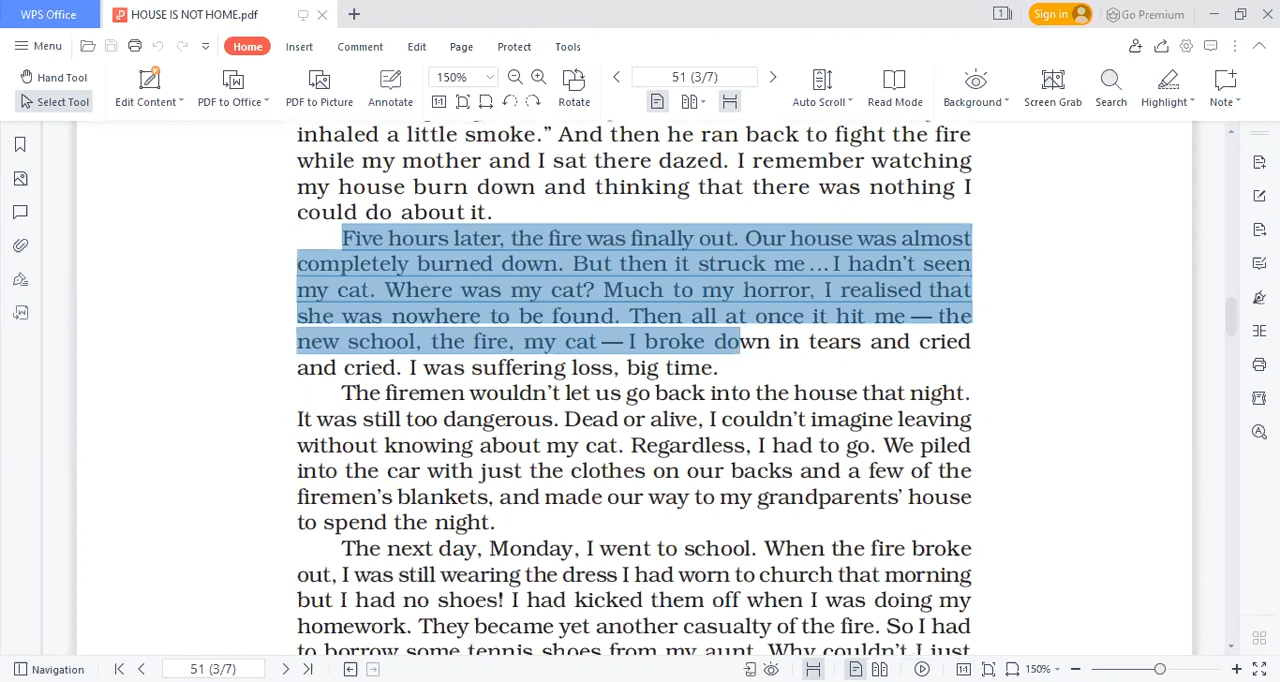 WPS Office
HOUSE IS NOT HOME.pdf
Sign in
Go Premium
Menu
Home
Insert
Comment
Edit
Page
Protect
Tools
Hand Tool
Select Tool
Edit Content
PDF to Office
PDF to Picture
Annotate
150%
Rotate
51 (3/7)
Auto Scroll
Read Mode
Background
Screen Grab
Search
Highlight
Note
inhaled a little smoke.” And then he ran back to fight the fire
while my mother and I sat there dazed. I remember watching
my house burn down and thinking that there was nothing I
could do about it.
Five hours later, the fire was finally out. Our house was almost
completely burned down. But then it struck me ... I hadn't seen
my cat. Where was my cat? Much to my horror, I realised that
she was nowhere to be found. Then all at once it hit me — the
new school, the fire, my cat — I broke down in tears and cried
and cried. I was suffering loss, big time.
The firemen wouldn't let us go back into the house that night.
It was still too dangerous. Dead or alive, I couldn't imagine leaving
without knowing about my cat. Regardless, I had to go. We piled
into the car with just the clothes on our backs and a few of the
firemen's blankets, and made our way to my grandparents' house
to spend the night.
The next day, Monday, I went to school. When the fire broke
out, I was still wearing the dress I had worn to church that morning
but I had no shoes! I had kicked them off when I was doing my
homework. They became yet another casualty of the fire. So I had
to borrow some tennis shoes from my aunt. Why couldn't I just
Navigation
51 (3/7)
150%